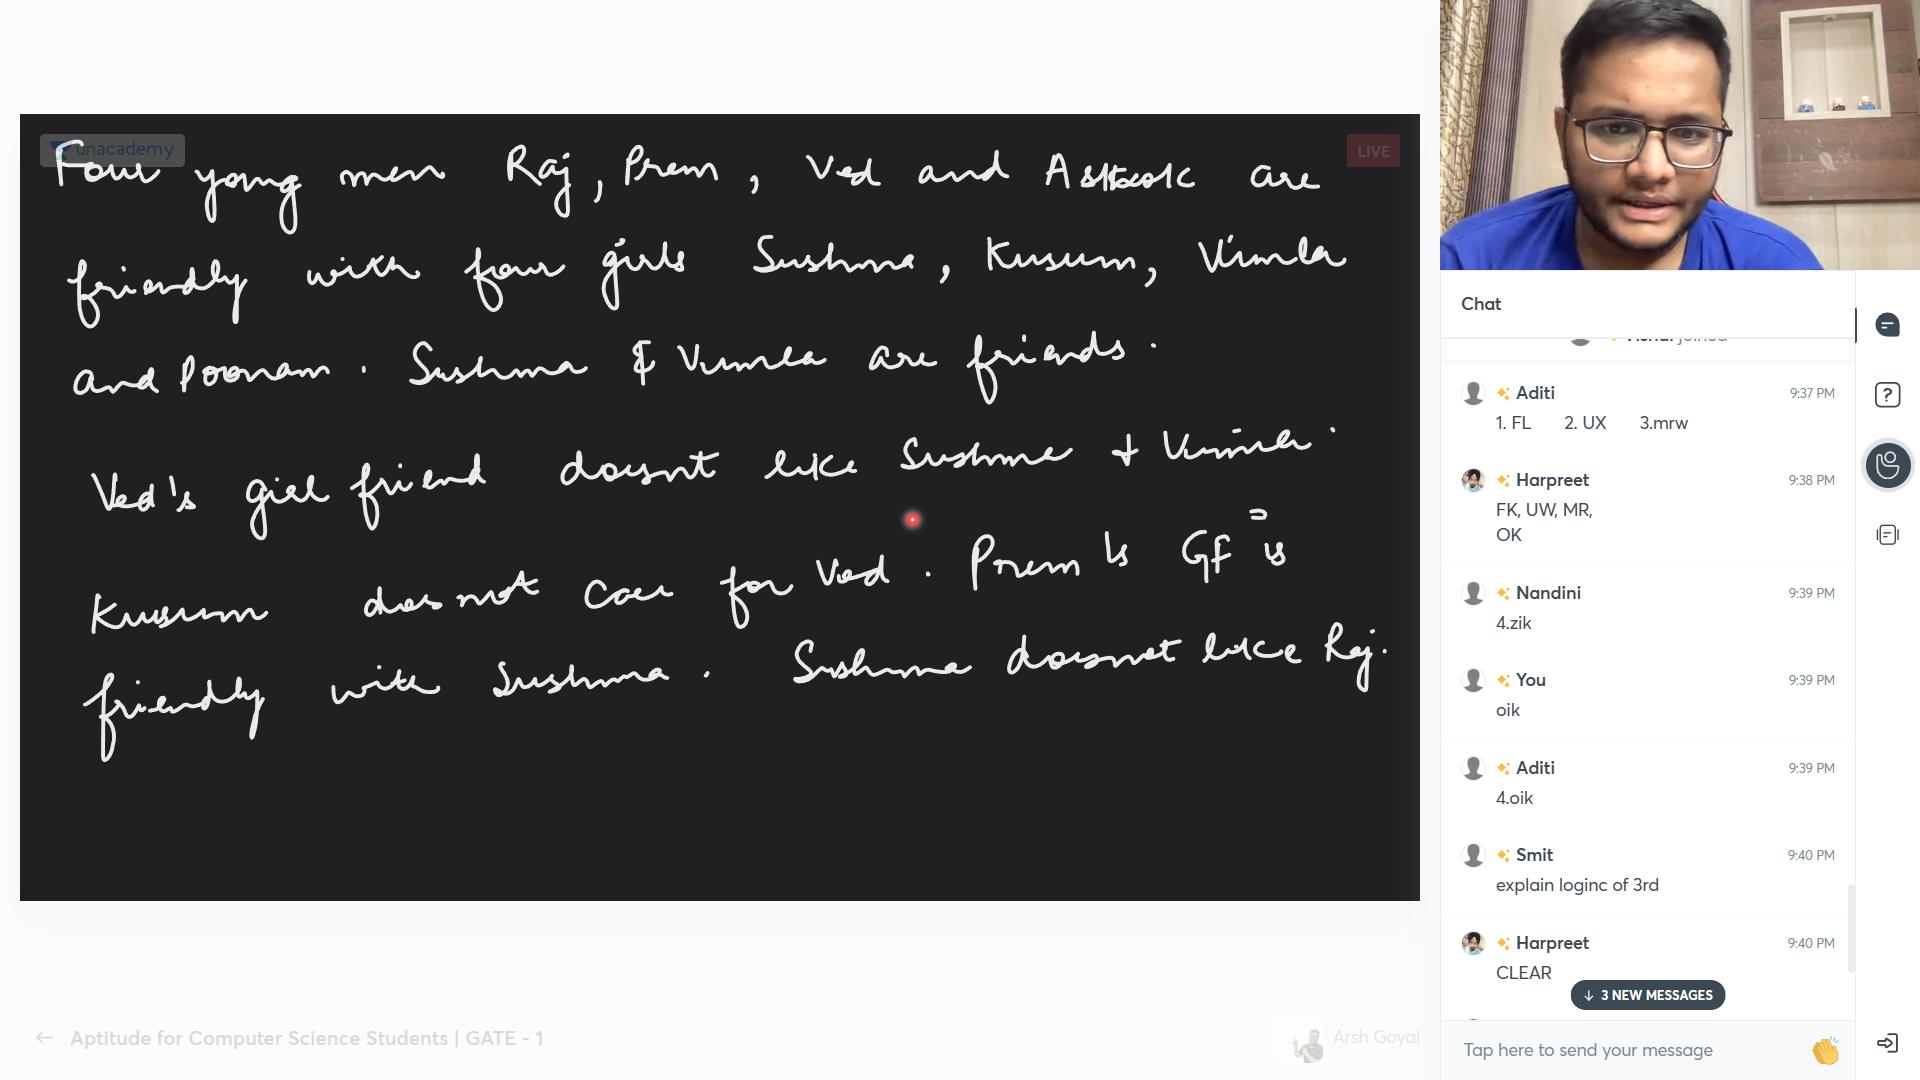 unacademy
LIVE
Four young men Raj, Prem, Ved and Ashok are
friendly with four girls Sushma, Kusum, Vimla
and Poonam. Sushma & Vimla are friends.
Ved's girl friend doesnt like Sushma + Vimla.
Kusum does not care for Ved. Prem's Gf is
friendly with Sushma. Sushma doesnot like Raj.
Aptitude for Computer Science Students | GATE - 1
Arsh Goyal
Chat
joined
Aditi 9:37 PM
1. FL 2. UX 3.mrw
Harpreet 9:38 PM
FK, UW, MR,
OK
Nandini 9:39 PM
4.zik
You 9:39 PM
oik
Aditi 9:39 PM
4.oik
Smit 9:40 PM
explain loginc of 3rd
Harpreet 9:40 PM
CLEAR
3 NEW MESSAGES
Tap here to send your message